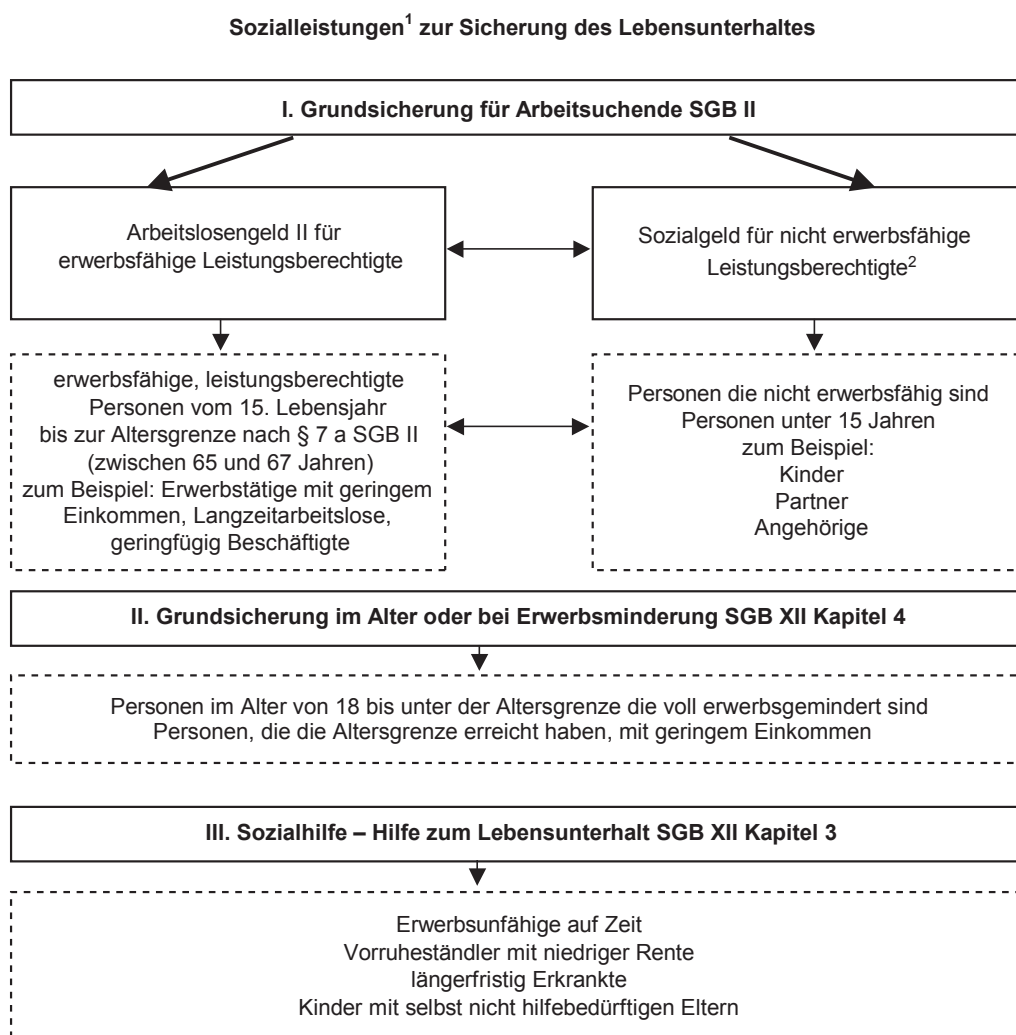 Sozialleistungen¹ zur Sicherung des Lebensunterhaltes
I. Grundsicherung für Arbeitsuchende SGB II
Arbeitslosengeld II für
erwerbsfähige Leistungsberechtigte
Sozialgeld für nicht erwerbsfähige
Leistungsberechtigte²
erwerbsfähige, leistungsberechtigte
Personen vom 15. Lebensjahr
bis zur Altersgrenze nach § 7 a SGB II
(zwischen 65 und 67 Jahren)
zum Beispiel: Erwerbstätige mit geringem
Einkommen, Langzeitarbeitslose,
geringfügig Beschäftigte
Personen die nicht erwerbsfähig sind
Personen unter 15 Jahren
zum Beispiel:
Kinder
Partner
Angehörige
II. Grundsicherung im Alter oder bei Erwerbsminderung SGB XII Kapitel 4
Personen im Alter von 18 bis unter der Altersgrenze die voll erwerbsgemindert sind
Personen, die die Altersgrenze erreicht haben, mit geringem Einkommen
III. Sozialhilfe – Hilfe zum Lebensunterhalt SGB XII Kapitel 3
Erwerbsunfähige auf Zeit
Vorruheständler mit niedriger Rente
längerfristig Erkrankte
Kinder mit selbst nicht hilfebedürftigen Eltern